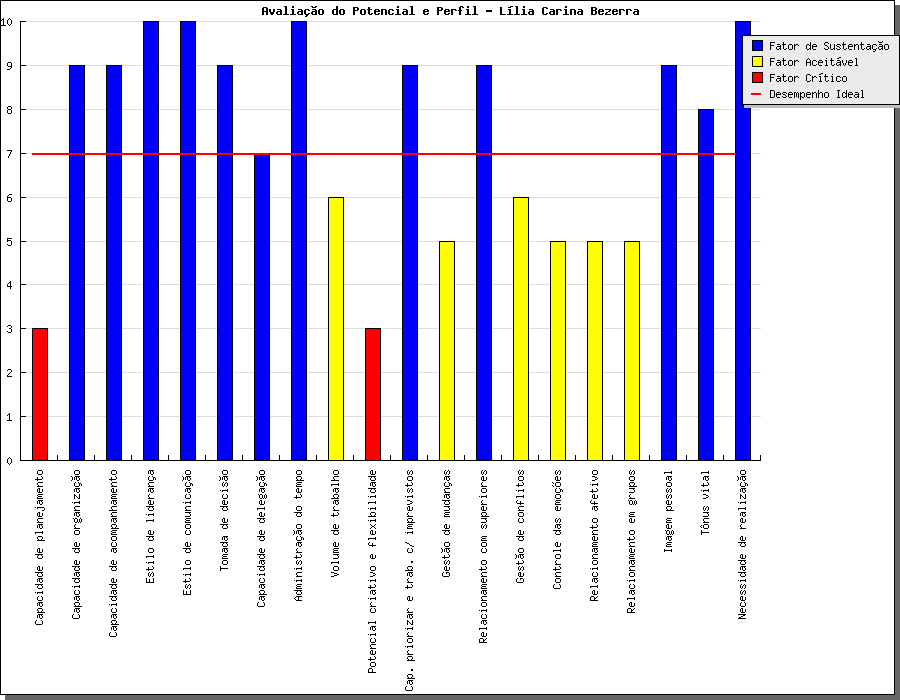 Avaliação do Potencial e Perfil - Lília Carina Bezerra
10
9
8
7
6
5
4
3
2
1
0
Fator de Sustentação
Fator Aceitável
Fator Crítico
Desempenho Ideal
Capacidade de planejamento
Capacidade de organização
Capacidade de acompanhamento
Estilo de liderança
Estilo de comunicação
Tomada de decisão
Capacidade de delegação
Administração do tempo
Volume de trabalho
Potencial criativo e flexibilidade
Cap. priorizar e trab. c/ imprevistos
Gestão de mudanças
Relacionamento com superiores
Gestão de conflitos
Controle das emoções
Relacionamento afetivo
Relacionamento em grupos
Imagem pessoal
Tônus vital
Necessidade de realização